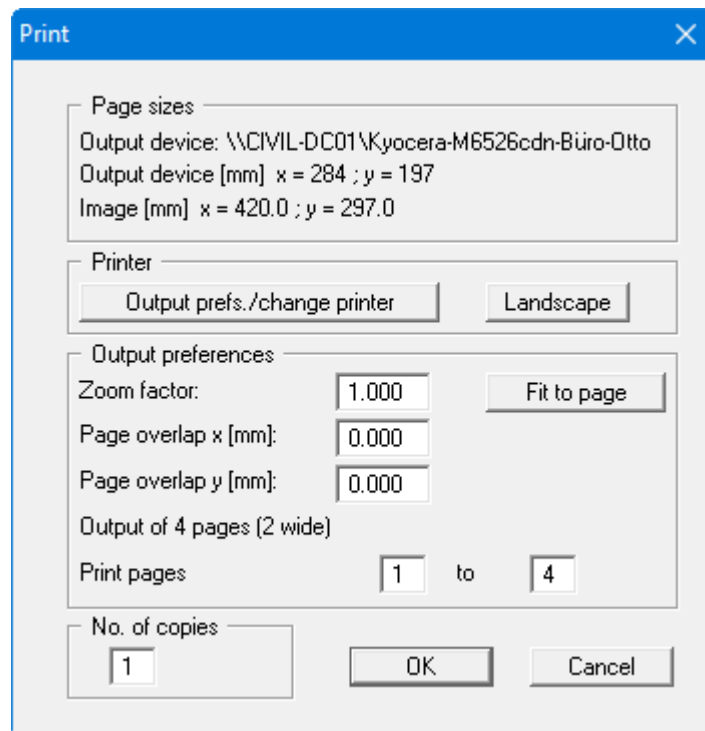 Print
Page sizes
Output device: \\CIVIL-DC01\Kyocera-M6526cdn-Büro-Otto
Output device [mm] x = 284 ; y = 197
Image [mm] x = 420.0 ; y = 297.0
Printer
Output prefs./change printer Landscape
Output preferences
Zoom factor: 1.000 Fit to page
Page overlap x [mm]: 0.000
Page overlap y [mm]: 0.000
Output of 4 pages (2 wide)
Print pages 1 to 4
No. of copies
1 OK Cancel